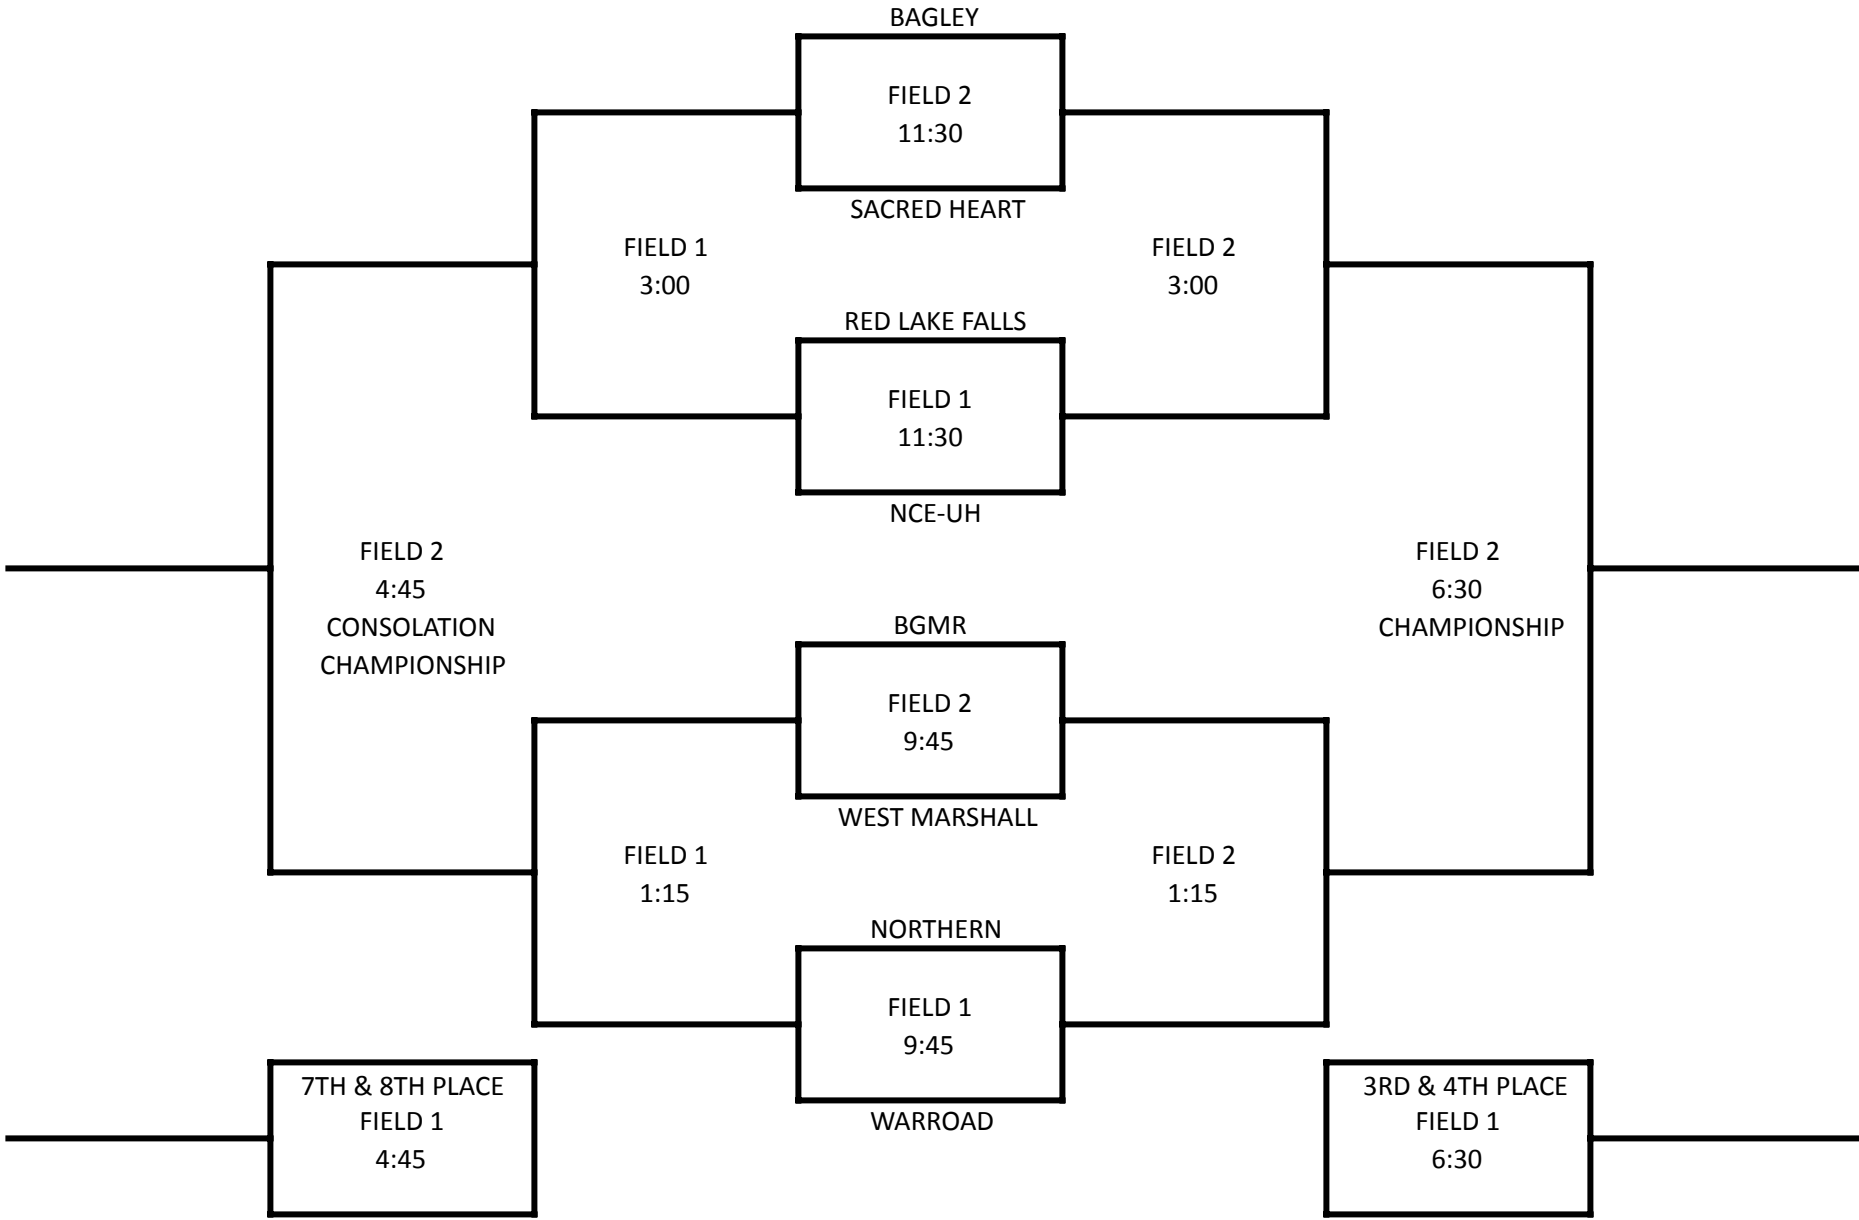 BAGLEY
FIELD 2
11:30
SACRED HEART
FIELD 1
3:00
FIELD 2
3:00
RED LAKE FALLS
FIELD 1
11:30
NCE-UH
FIELD 2
4:45
CONSOLATION
CHAMPIONSHIP
FIELD 2
6:30
CHAMPIONSHIP
BGMR
FIELD 2
9:45
WEST MARSHALL
FIELD 1
1:15
FIELD 2
1:15
NORTHERN
FIELD 1
9:45
WARROAD
7TH & 8TH PLACE
FIELD 1
4:45
3RD & 4TH PLACE
FIELD 1
6:30